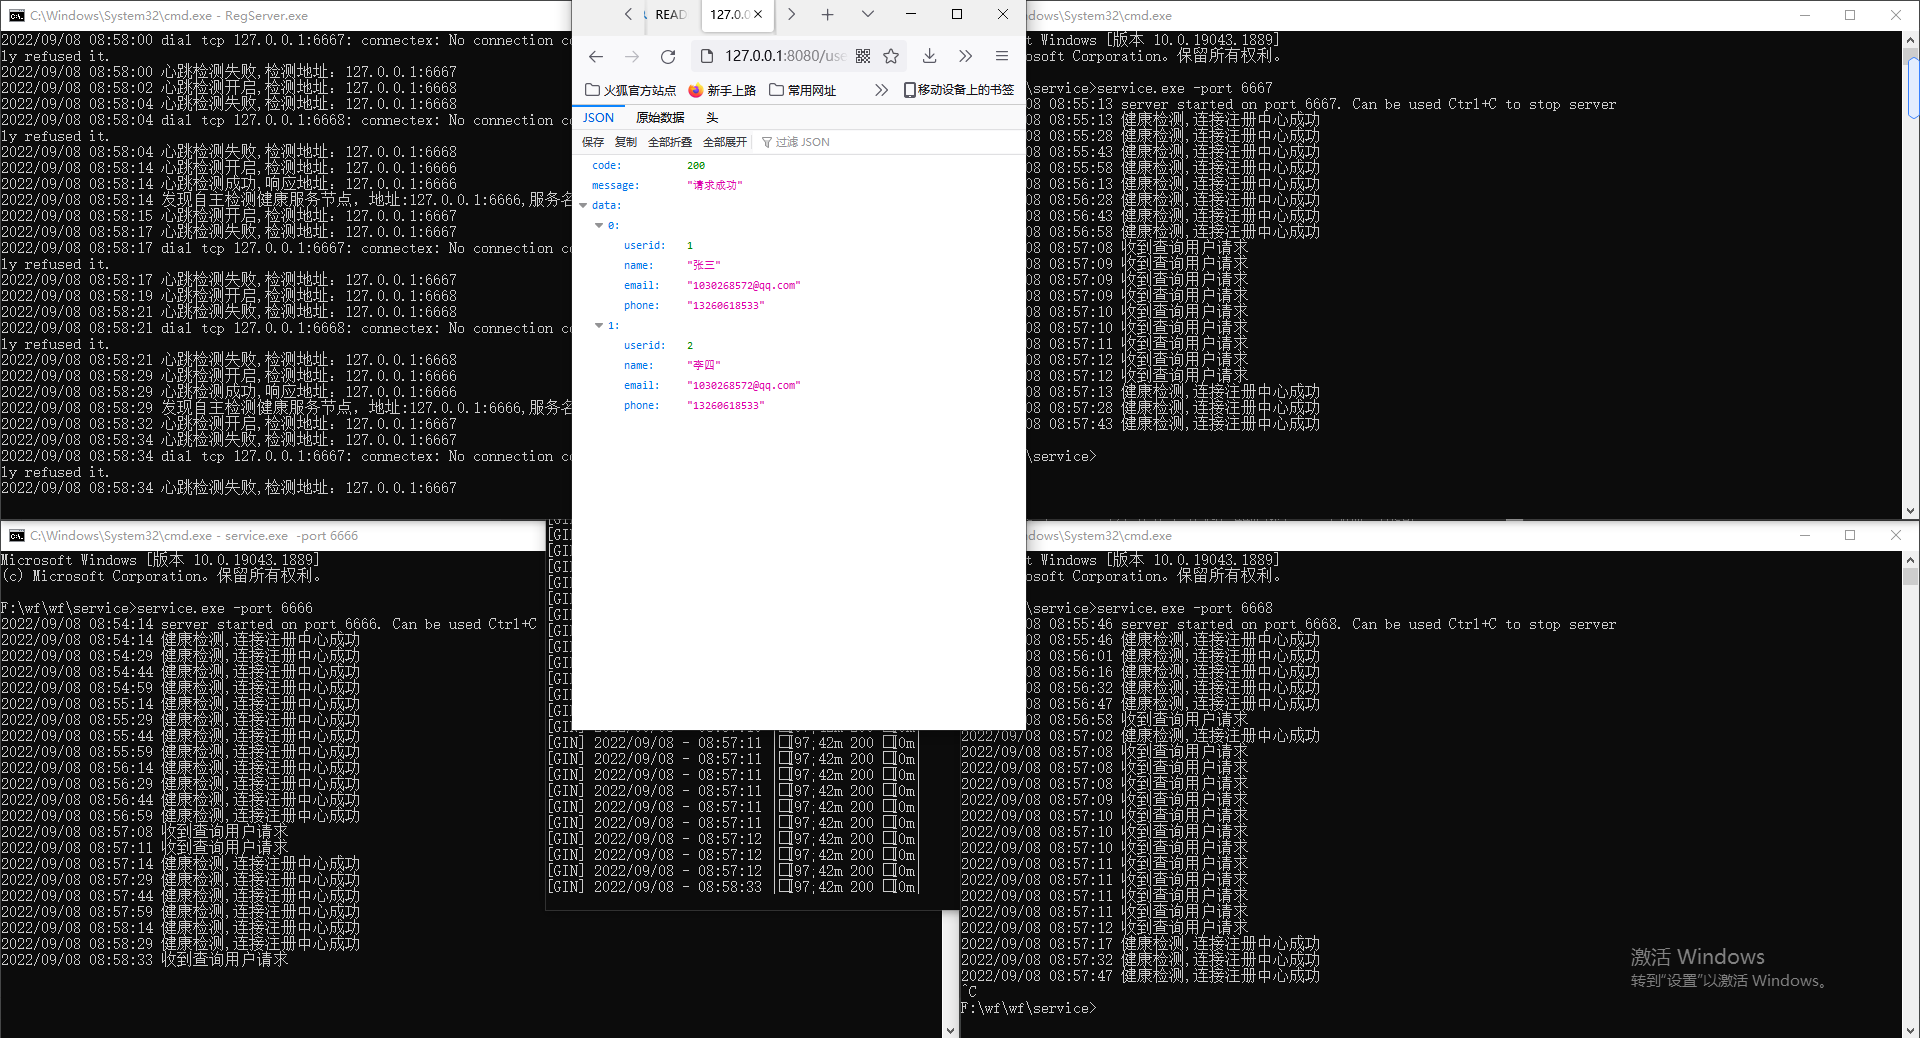 C:\Windows\System32\cmd.exe - RegServer.exe
2022/09/08 08:58:00 dial tcp 127.0.0.1:6667: connectex: No connection
ly refused it.
2022/09/08 08:58:00 心跳检测失败,检测地址: 127.0.0.1:6667
2022/09/08 08:58:02 心跳检测开启,检测地址: 127.0.0.1:6668
2022/09/08 08:58:04 心跳检测失败,检测地址: 127.0.0.1:6668
2022/09/08 08:58:04 dial tcp 127.0.0.1:6668: connectex: No connection
ly refused it.
2022/09/08 08:58:04 心跳检测失败,检测地址: 127.0.0.1:6668
2022/09/08 08:58:14 心跳检测开启,检测地址: 127.0.0.1:6666
2022/09/08 08:58:14 心跳检测成功,响应地址: 127.0.0.1:6666
2022/09/08 08:58:14 发现自主检测健康服务节点, 地址:127.0.0.1:6666,服务名
2022/09/08 08:58:15 心跳检测开启,检测地址: 127.0.0.1:6667
2022/09/08 08:58:17 心跳检测失败,检测地址: 127.0.0.1:6667
2022/09/08 08:58:17 dial tcp 127.0.0.1:6667: connectex: No connection
ly refused it.
2022/09/08 08:58:17 心跳检测失败,检测地址: 127.0.0.1:6667
2022/09/08 08:58:19 心跳检测开启,检测地址: 127.0.0.1:6668
2022/09/08 08:58:21 心跳检测失败,检测地址: 127.0.0.1:6668
2022/09/08 08:58:21 dial tcp 127.0.0.1:6668: connectex: No connection
ly refused it.
2022/09/08 08:58:21 心跳检测失败,检测地址: 127.0.0.1:6668
2022/09/08 08:58:29 心跳检测开启,检测地址: 127.0.0.1:6666
2022/09/08 08:58:29 心跳检测成功,响应地址: 127.0.0.1:6666
2022/09/08 08:58:29 发现自主检测健康服务节点, 地址:127.0.0.1:6666,服务名
2022/09/08 08:58:32 心跳检测开启,检测地址: 127.0.0.1:6667
2022/09/08 08:58:34 心跳检测失败,检测地址: 127.0.0.1:6667
2022/09/08 08:58:34 dial tcp 127.0.0.1:6667: connectex: No connection
ly refused it.
2022/09/08 08:58:34 心跳检测失败,检测地址: 127.0.0.1:6667
READ
127.0.0
127.0.0.1:8080/use
火狐官方站点 新手上路 常用网址 移动设备上的书签
JSON 原始数据 头
保存 复制 全部折叠 全部展开 过滤 JSON
code: 200
message: "请求成功"
data:
0:
userid: 1
name: "张三"
email: "1030268572@qq.com"
phone: "13260618533"
1:
userid: 2
name: "李四"
email: "1030268572@qq.com"
phone: "13260618533"
dows\System32\cmd.exe
t Windows [版本 10.0.19043.1889]
osoft Corporation。保留所有权利。
\service>service.exe -port 6667
08 08:55:13 server started on port 6667. Can be used Ctrl+C to stop server
08 08:55:13 健康检测,连接注册中心成功
08 08:55:28 健康检测,连接注册中心成功
08 08:55:43 健康检测,连接注册中心成功
08 08:55:58 健康检测,连接注册中心成功
08 08:56:13 健康检测,连接注册中心成功
08 08:56:28 健康检测,连接注册中心成功
08 08:56:43 健康检测,连接注册中心成功
08 08:56:58 健康检测,连接注册中心成功
08 08:57:08 收到查询用户请求
08 08:57:09 收到查询用户请求
08 08:57:09 收到查询用户请求
08 08:57:09 收到查询用户请求
08 08:57:10 收到查询用户请求
08 08:57:10 收到查询用户请求
08 08:57:11 收到查询用户请求
08 08:57:12 收到查询用户请求
08 08:57:12 收到查询用户请求
08 08:57:13 健康检测,连接注册中心成功
08 08:57:28 健康检测,连接注册中心成功
08 08:57:43 健康检测,连接注册中心成功
\service>
C:\Windows\System32\cmd.exe - service.exe -port 6666
Microsoft Windows [版本 10.0.19043.1889]
(c) Microsoft Corporation。保留所有权利。
F:\wf\wf\service>service.exe -port 6666
2022/09/08 08:54:14 server started on port 6666. Can be used Ctrl+C
2022/09/08 08:54:14 健康检测,连接注册中心成功
2022/09/08 08:54:29 健康检测,连接注册中心成功
2022/09/08 08:54:44 健康检测,连接注册中心成功
2022/09/08 08:54:59 健康检测,连接注册中心成功
2022/09/08 08:55:14 健康检测,连接注册中心成功
2022/09/08 08:55:29 健康检测,连接注册中心成功
2022/09/08 08:55:44 健康检测,连接注册中心成功
2022/09/08 08:55:59 健康检测,连接注册中心成功
2022/09/08 08:56:14 健康检测,连接注册中心成功
2022/09/08 08:56:29 健康检测,连接注册中心成功
2022/09/08 08:56:44 健康检测,连接注册中心成功
2022/09/08 08:56:59 健康检测,连接注册中心成功
2022/09/08 08:57:08 收到查询用户请求
2022/09/08 08:57:11 收到查询用户请求
2022/09/08 08:57:14 健康检测,连接注册中心成功
2022/09/08 08:57:29 健康检测,连接注册中心成功
2022/09/08 08:57:44 健康检测,连接注册中心成功
2022/09/08 08:57:59 健康检测,连接注册中心成功
2022/09/08 08:58:14 健康检测,连接注册中心成功
2022/09/08 08:58:29 健康检测,连接注册中心成功
2022/09/08 08:58:33 收到查询用户请求
[GIN] 2022/09/08 - 08:57:11 |□[97;42m 200 □[0m|
[GIN] 2022/09/08 - 08:57:11 |□[97;42m 200 □[0m|
[GIN] 2022/09/08 - 08:57:11 |□[97;42m 200 □[0m|
[GIN] 2022/09/08 - 08:57:11 |□[97;42m 200 □[0m|
[GIN] 2022/09/08 - 08:57:11 |□[97;42m 200 □[0m|
[GIN] 2022/09/08 - 08:57:11 |□[97;42m 200 □[0m|
[GIN] 2022/09/08 - 08:57:12 |□[97;42m 200 □[0m|
[GIN] 2022/09/08 - 08:57:12 |□[97;42m 200 □[0m|
[GIN] 2022/09/08 - 08:57:12 |□[97;42m 200 □[0m|
[GIN] 2022/09/08 - 08:58:33 |□[97;42m 200 □[0m|
ndows\System32\cmd.exe
t Windows [版本 10.0.19043.1889]
osoft Corporation。保留所有权利。
\service>service.exe -port 6668
08 08:55:46 server started on port 6668. Can be used Ctrl+C to stop server
08 08:55:46 健康检测,连接注册中心成功
08 08:56:01 健康检测,连接注册中心成功
08 08:56:16 健康检测,连接注册中心成功
08 08:56:32 健康检测,连接注册中心成功
08 08:56:47 健康检测,连接注册中心成功
08 08:56:58 收到查询用户请求
2022/09/08 08:57:02 健康检测,连接注册中心成功
2022/09/08 08:57:08 收到查询用户请求
2022/09/08 08:57:08 收到查询用户请求
2022/09/08 08:57:08 收到查询用户请求
2022/09/08 08:57:09 收到查询用户请求
2022/09/08 08:57:10 收到查询用户请求
2022/09/08 08:57:10 收到查询用户请求
2022/09/08 08:57:10 收到查询用户请求
2022/09/08 08:57:11 收到查询用户请求
2022/09/08 08:57:11 收到查询用户请求
2022/09/08 08:57:11 收到查询用户请求
2022/09/08 08:57:11 收到查询用户请求
2022/09/08 08:57:12 收到查询用户请求
2022/09/08 08:57:17 健康检测,连接注册中心成功
2022/09/08 08:57:32 健康检测,连接注册中心成功
2022/09/08 08:57:47 健康检测,连接注册中心成功
^C
F:\wf\wf\service>
激活 Windows
转到"设置"以激活 Windows。